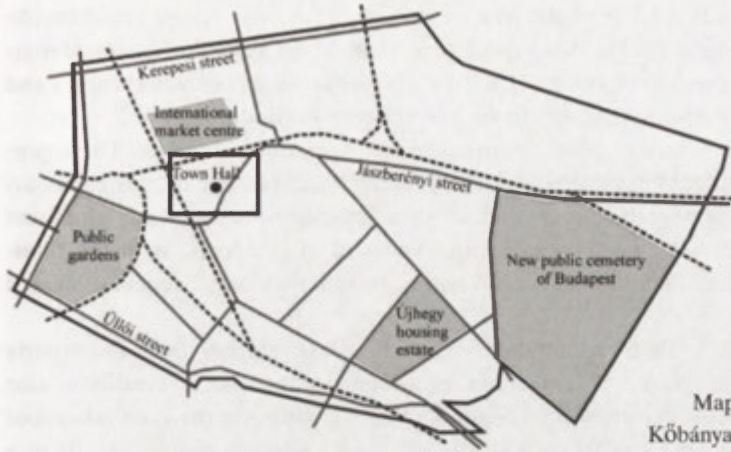 Kerepesi street
International
market centre
Town Hall
Jászberényi street
Public
gardens
New public cemetery
of Budapest
Üllői street
Újhegy
housing
estate
Map
Kőbánya